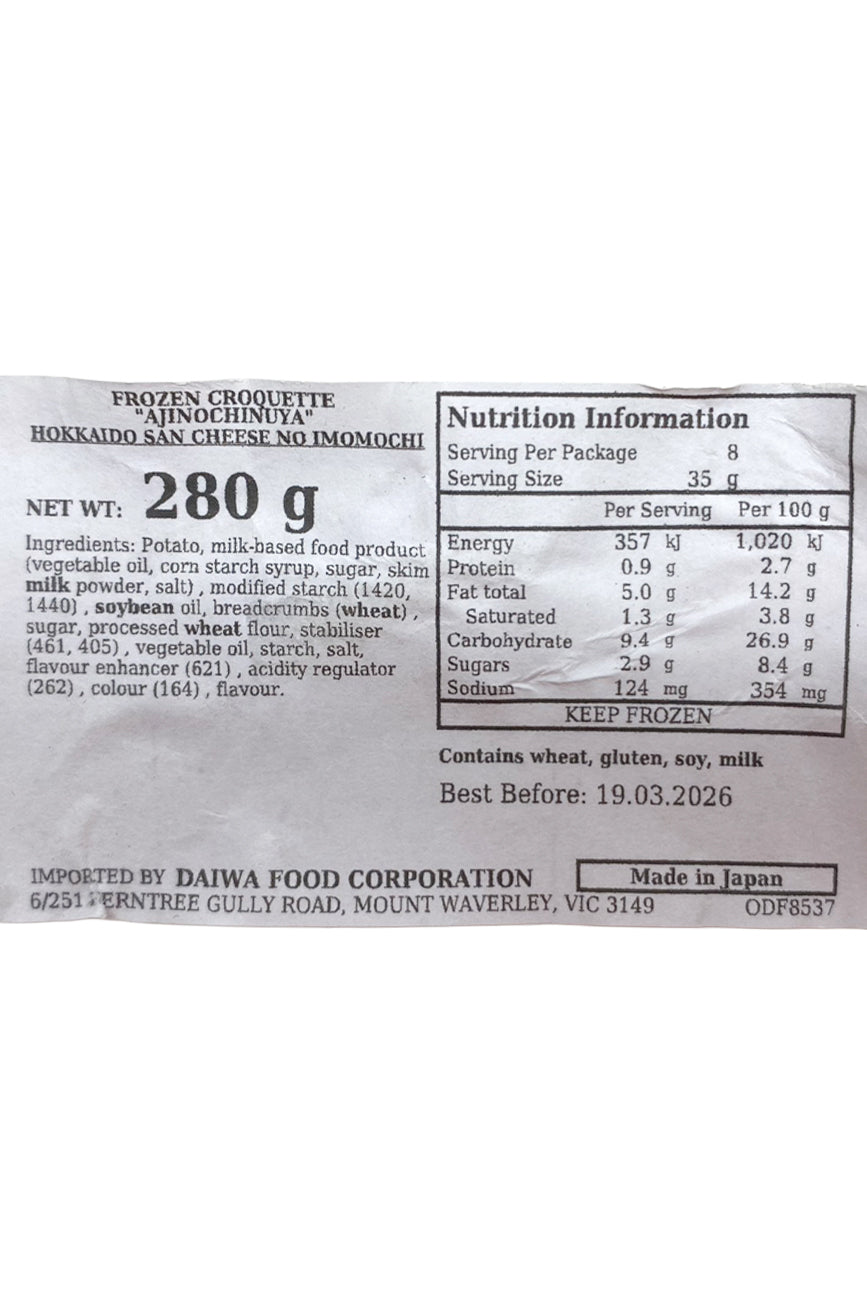 FROZEN CROQUETTE
"AJINOCHINUYA"
HOKKAIDO SAN CHEESE NO IMOMOCHI
NET WT: 280 g
Ingredients: Potato, milk-based food product
(vegetable oil, corn starch syrup, sugar, skim
milk powder, salt) , modified starch (1420,
1440) , soybean oil, breadcrumbs (wheat) ,
sugar, processed wheat flour, stabiliser
(461, 405) , vegetable oil, starch, salt,
flavour enhancer (621) , acidity regulator
(262) , colour (164) , flavour.
Nutrition Information
Serving Per Package 8
Serving Size 35 g
Per Serving Per 100 g
Energy 357 kJ 1,020 kJ
Protein 0.9 g 2.7 g
Fat total 5.0 g 14.2 g
Saturated 1.3 g 3.8 g
Carbohydrate 9.4 g 26.9 g
Sugars 2.9 g 8.4 g
Sodium 124 mg 354 mg
KEEP FROZEN
Contains wheat, gluten, soy, milk
Best Before: 19.03.2026
IMPORTED BY DAIWA FOOD CORPORATION
6/251 FERNTREE GULLY ROAD, MOUNT WAVERLEY, VIC 3149
Made in Japan
ODF8537